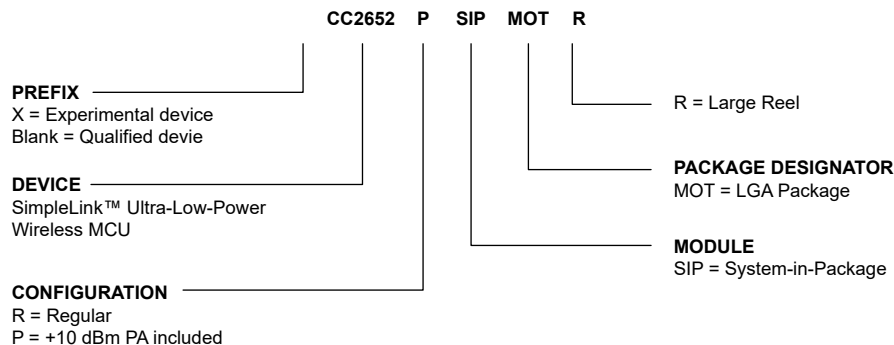 CC2652 P SIP MOT R
PREFIX
X = Experimental device
Blank = Qualified devie
DEVICE
SimpleLink™ Ultra-Low-Power
Wireless MCU
CONFIGURATION
R = Regular
P = +10 dBm PA included
R = Large Reel
PACKAGE DESIGNATOR
MOT = LGA Package
MODULE
SIP = System-in-Package